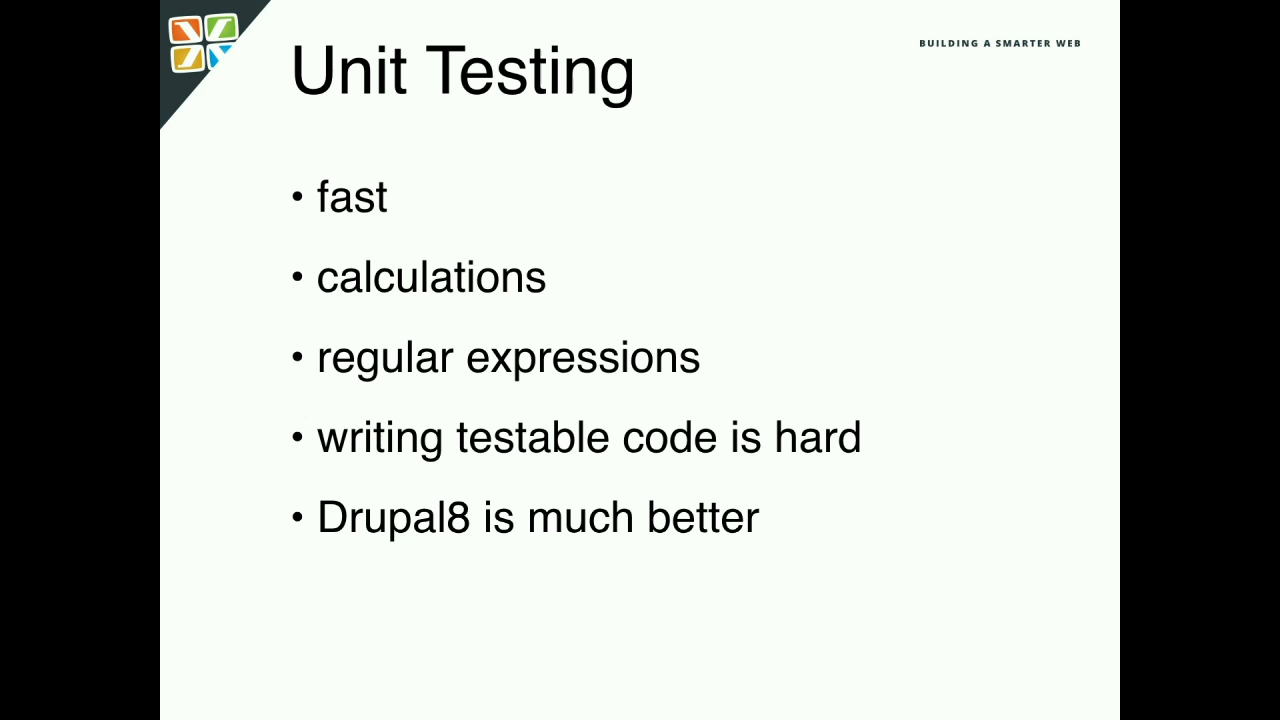 BUILDING A SMARTER WEB
Unit Testing
• fast
• calculations
• regular expressions
• writing testable code is hard
• Drupal8 is much better